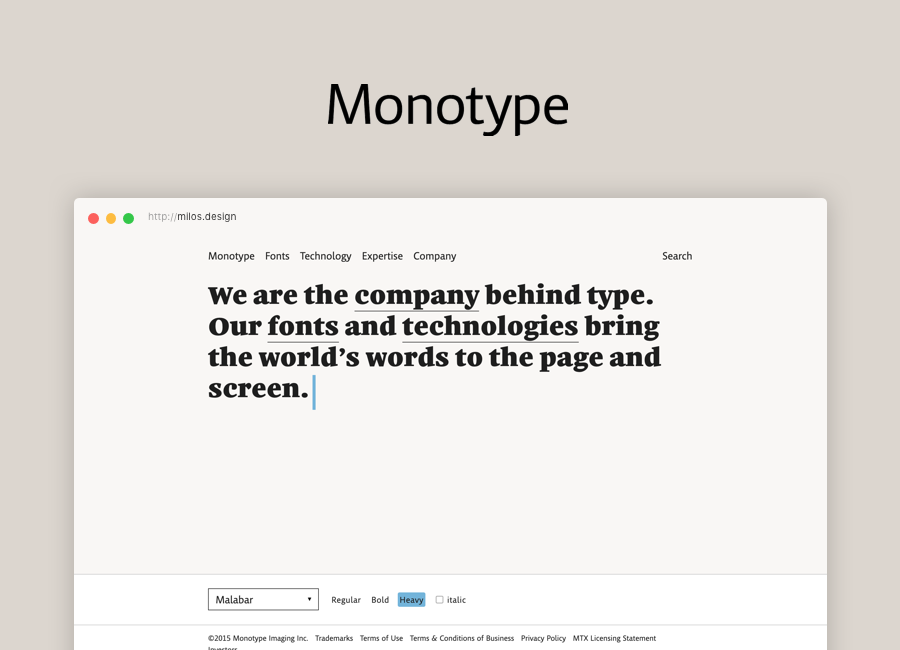 Monotype
http://milos.design
Monotype Fonts Technology Expertise Company Search
We are the company behind type.
Our fonts and technologies bring
the world’s words to the page and
screen.
Malabar Regular Bold Heavy italic
©2015 Monotype Imaging Inc. Trademarks Terms of Use Terms & Conditions of Business Privacy Policy MTX Licensing Statement
Investors